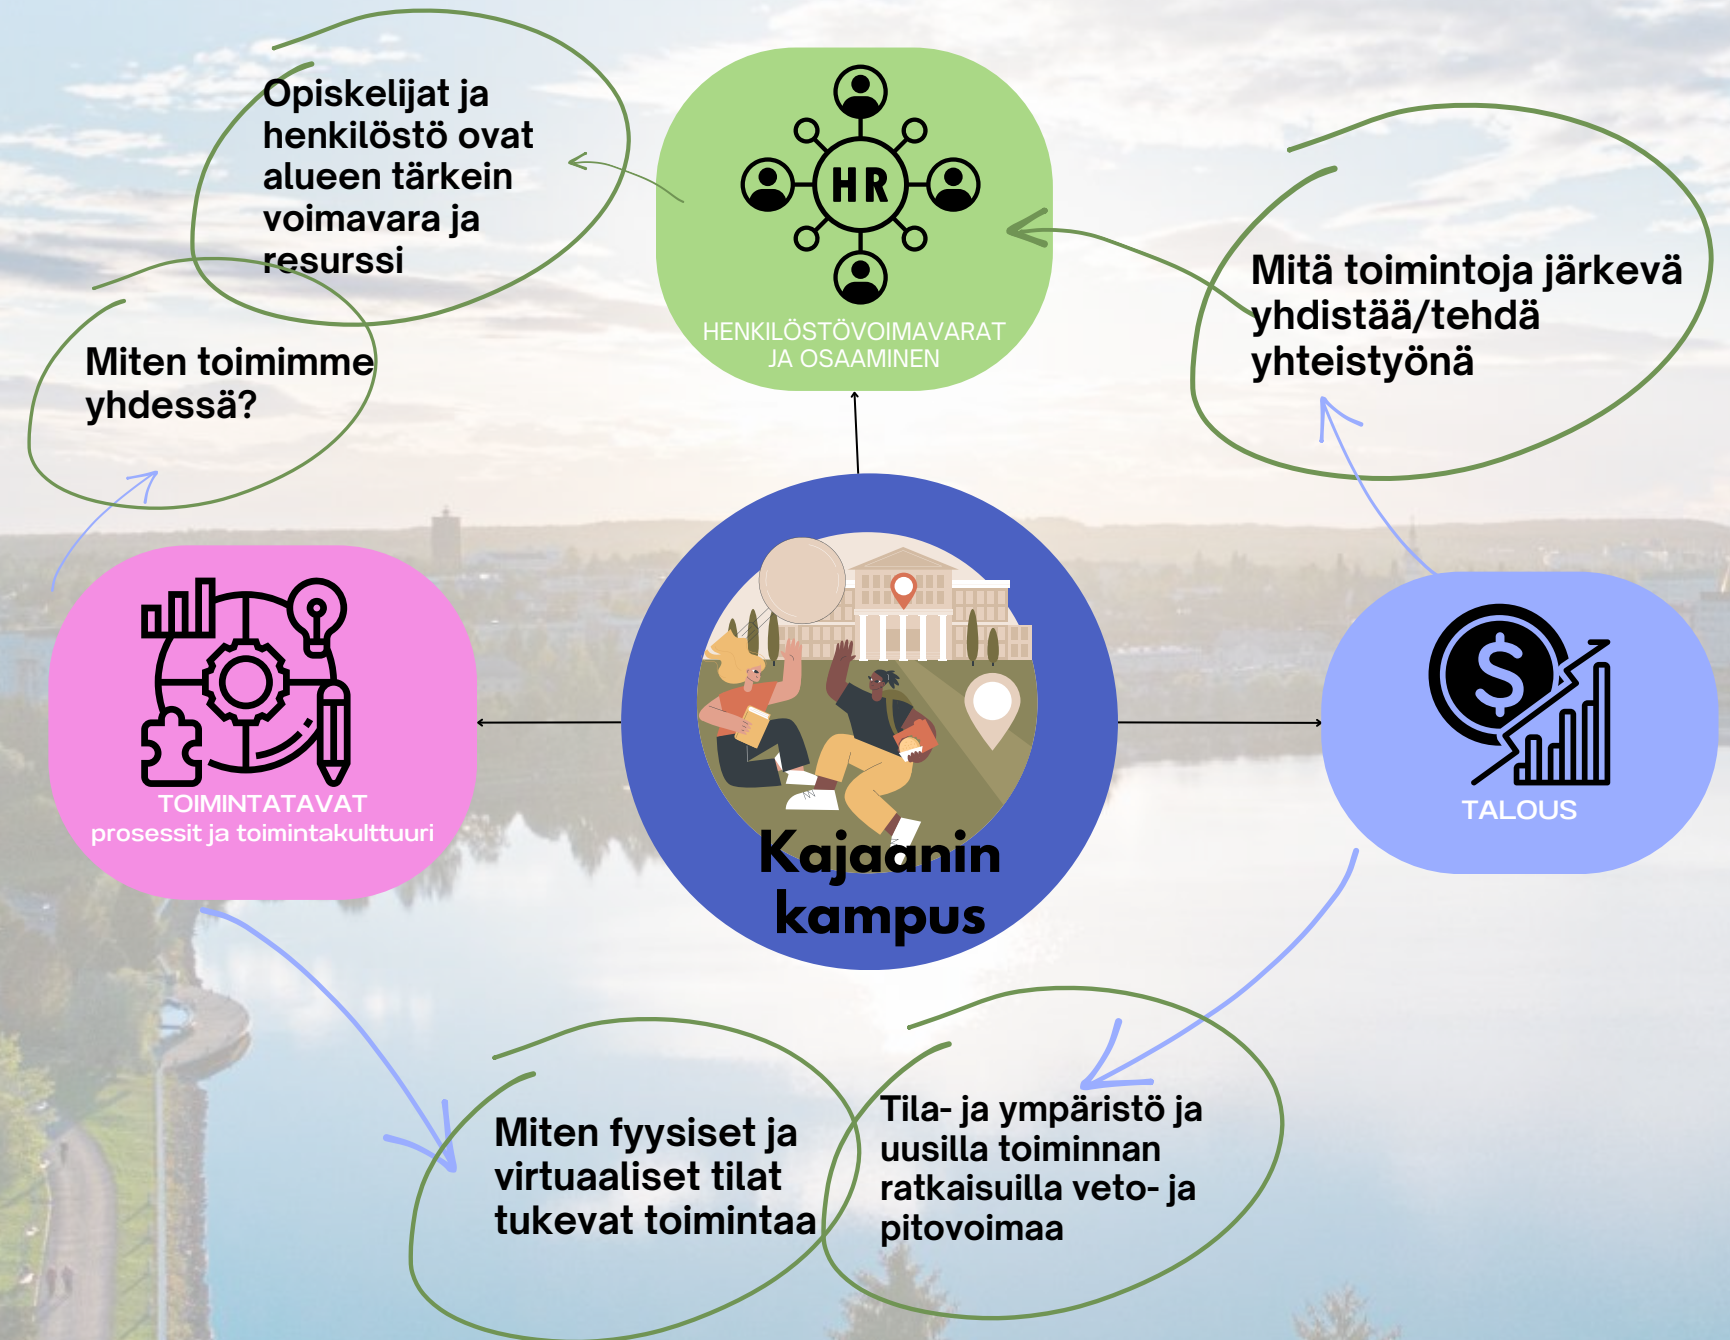 Opiskelijat ja
henkilöstö ovat
alueen tärkein
voimavara ja
resurssi
HR
HENKILÖSTÖVOIMAVARAT
JA OSAAMINEN
Mitä toimintoja järkevä
yhdistää/tehdä
yhteistyönä
Miten toimimme
yhdessä?
TOIMINTATAVAT
prosessit ja toimintakulttuuri
Kajaanin
kampus
$
TALOUS
Miten fyysiset ja
virtuaaliset tilat
tukevat toimintaa
Tila- ja ympäristö ja
uusilla toiminnan
ratkaisuilla veto- ja
pitovoimaa